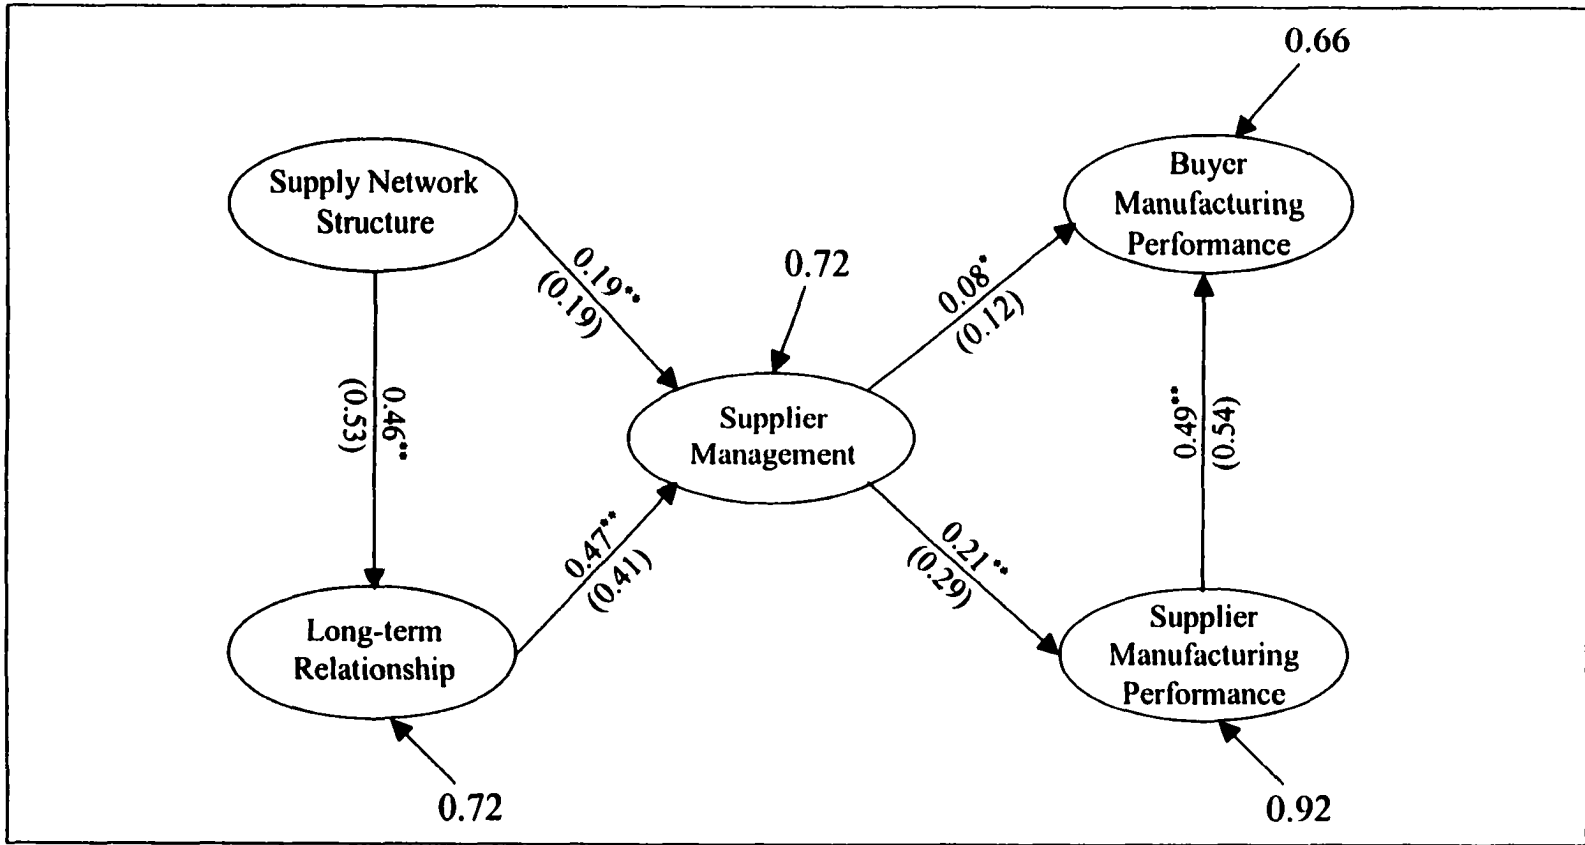 0.66
Supply Network
Structure
Buyer
Manufacturing
Performance
0.19**
(0.19)
0.72
0.08*
(0.12)
0.46**
(0.53)
Supplier
Management
0.49**
(0.54)
0.47**
(0.41)
0.21**
(0.29)
Long-term
Relationship
Supplier
Manufacturing
Performance
0.72
0.92